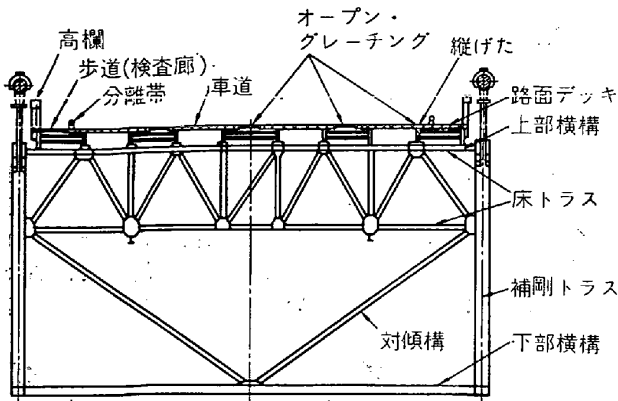 高欄
歩道(検査廊)
分離帯
車道
オープン・
グレーチング
縦げた
路面デッキ
上部横構
床トラス
補剛トラス
対傾構
下部横構